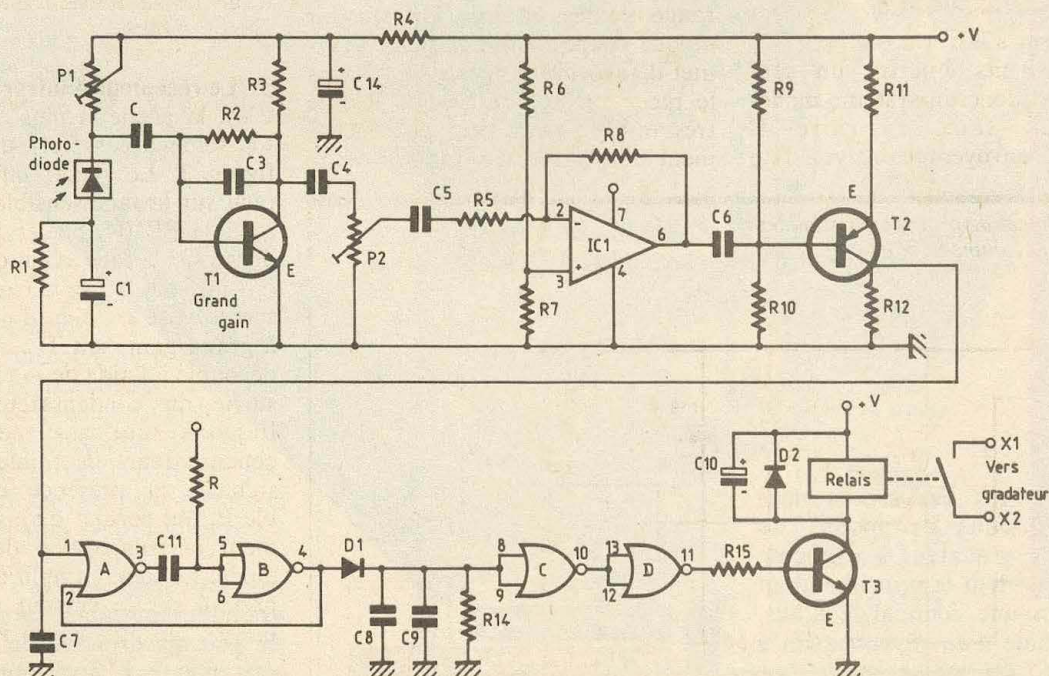 R4
+V
P1
R3
+
C14
-
R6
R9
R11
C
R2
R8
Photo-
diode
C3
C4
C5
R5
2
-
7
IC1
6
C6
E
T2
+
3
4
R1
+
C1
-
T1
E
Grand
gain
P2
R7
R10
R12
+V
R
C10
+
-
D2
Relais
X1
Vers
gradateur
X2
1
A
3
C11
5
B
4
D1
8
C
10
13
D
11
R15
2
6
9
12
T3
E
C7
C8
C9
R14